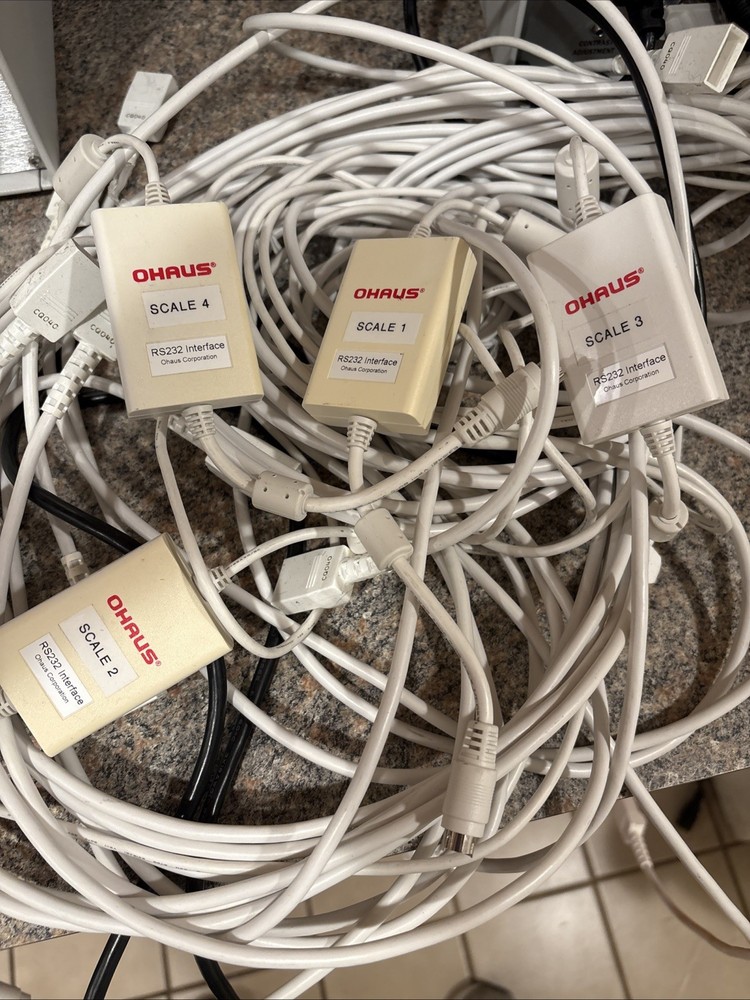 CONTRAST
OHAUS®
SCALE 4
RS232 Interface
Ohaus Corporation
OHAUS®
SCALE 1
RS232 Interface
Ohaus Corporation
OHAUS®
SCALE 3
RS232 Interface
Ohaus Corporation
OHAUS®
SCALE 2
RS232 Interface
Ohaus Corporation